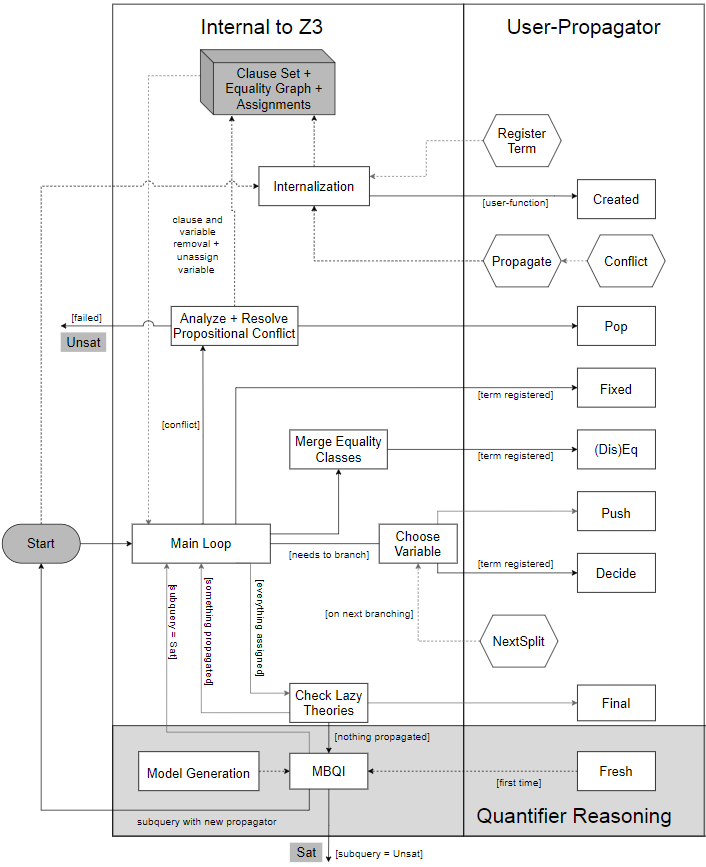 Internal to Z3
User-Propagator
Clause Set +
Equality Graph +
Assignments
Register
Term
Internalization
[user-function]
Created
clause and
variable
removal +
unassign
variable
Propagate
Conflict
[failed]
Unsat
Analyze + Resolve
Propositional Conflict
Pop
[conflict]
[term registered]
Fixed
Merge Equality
Classes
[term registered]
(Dis)Eq
Push
Start
Main Loop
[needs to branch]
Choose
Variable
[term registered]
Decide
[subquery = Sat]
[something propagated]
[everything assigned]
[on next branching]
NextSplit
Check Lazy
Theories
Final
[nothing propagated]
Model Generation
MBQI
[first time]
Fresh
subquery with new propagator
Quantifier Reasoning
Sat
[subquery = Unsat]